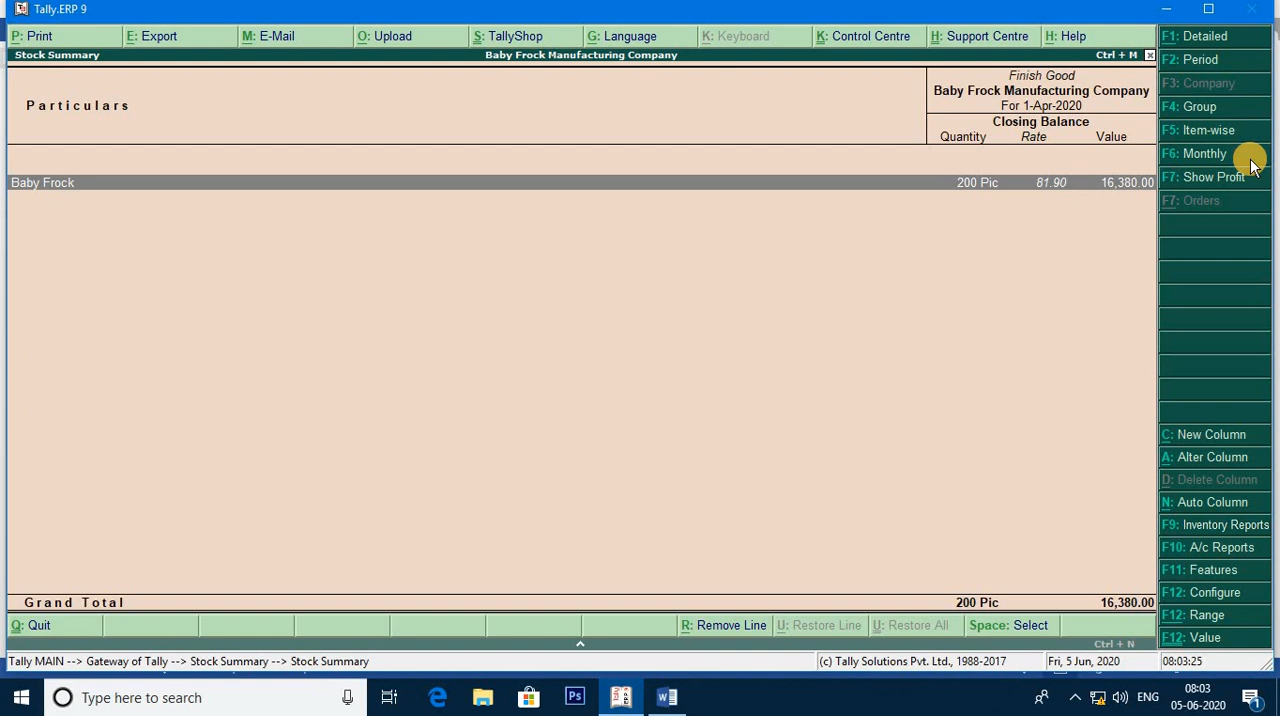 Tally.ERP 9
P: Print
E: Export
M: E-Mail
O: Upload
S: TallyShop
G: Language
K: Keyboard
K: Control Centre
H: Support Centre
H: Help
Stock Summary
Baby Frock Manufacturing Company
Ctrl + M
Particulars
Finish Good
Baby Frock Manufacturing Company
For 1-Apr-2020
Closing Balance
Quantity Rate Value
Baby Frock 200 Pic 81.90 16,380.00
Grand Total 200 Pic 16,380.00
F1: Detailed
F2: Period
F3: Company
F4: Group
F5: Item-wise
F6: Monthly
F7: Show Profit
F7: Orders
C: New Column
A: Alter Column
D: Delete Column
N: Auto Column
F9: Inventory Reports
F10: A/c Reports
F11: Features
F12: Configure
F12: Range
F12: Value
Q: Quit
R: Remove Line
U: Restore Line
U: Restore All
Space: Select
Ctrl + N
Tally MAIN --> Gateway of Tally --> Stock Summary --> Stock Summary
(c) Tally Solutions Pvt. Ltd., 1988-2017
Fri, 5 Jun, 2020
08:03:25
Type here to search
Ps
W
ENG
08:03
05-06-2020
1